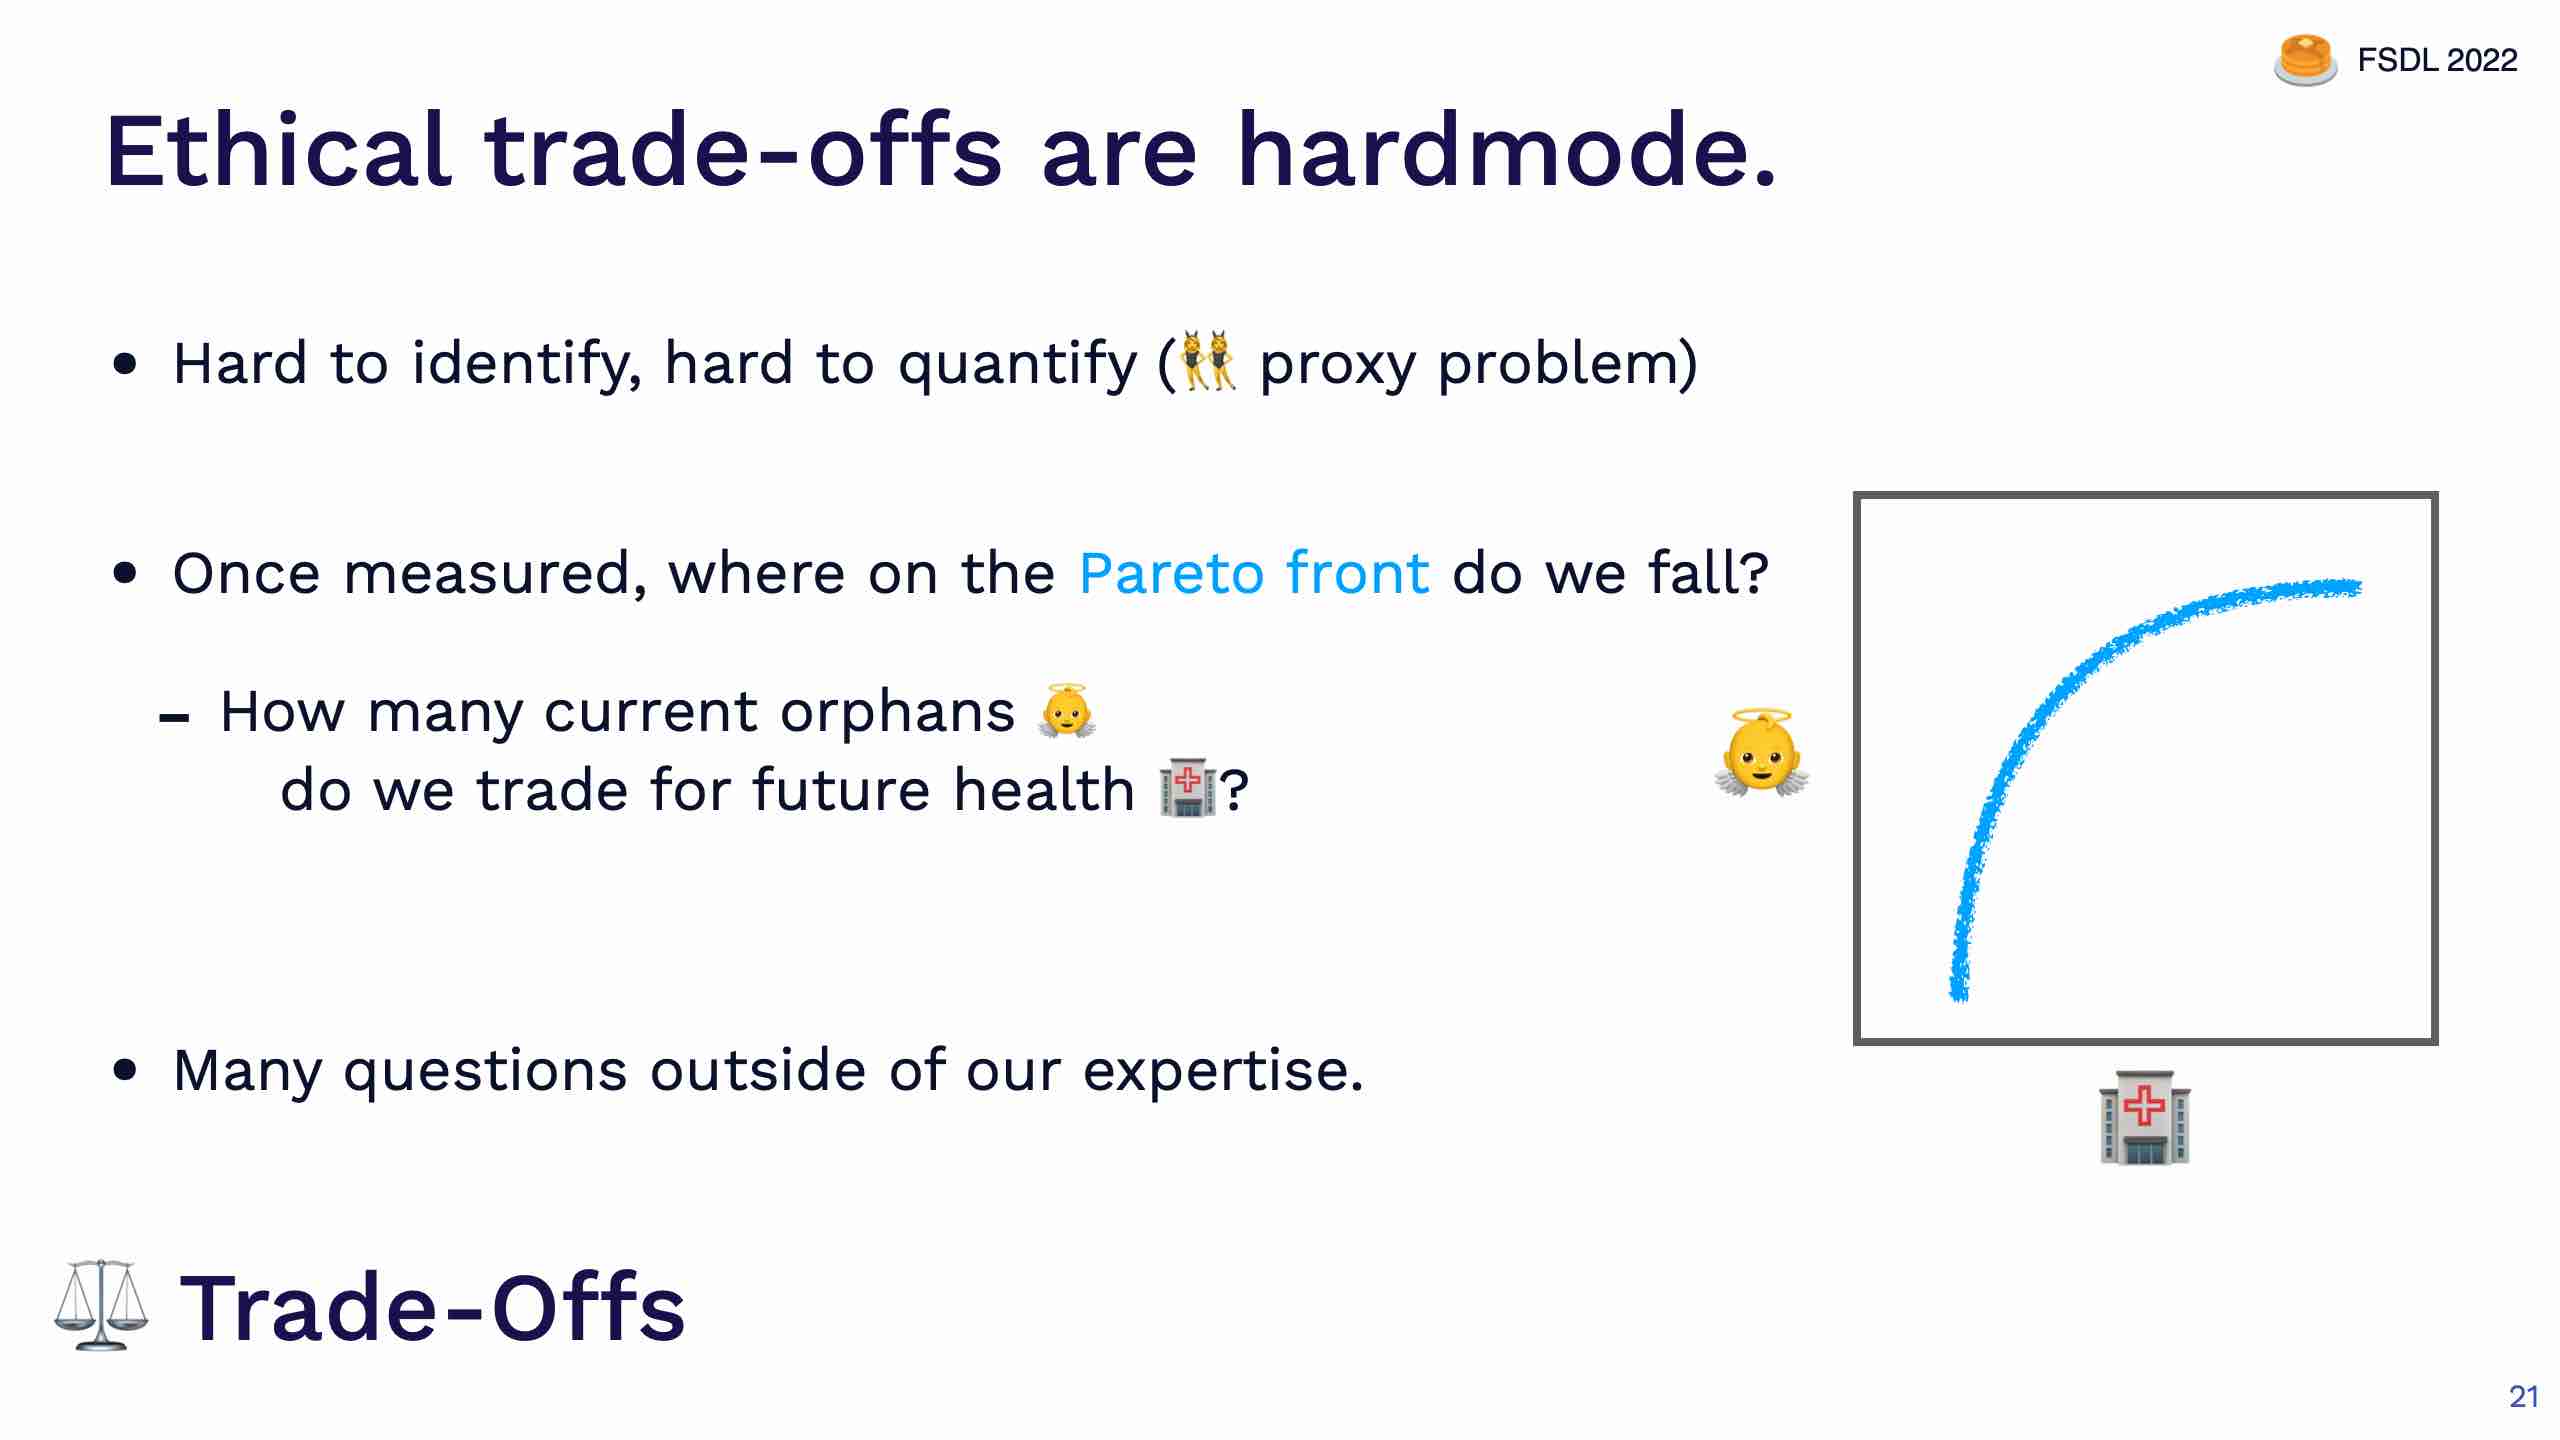 FSDL 2022
Ethical trade-offs are hardmode.
• Hard to identify, hard to quantify (👯 proxy problem)
• Once measured, where on the Pareto front do we fall?
- How many current orphans 👼
do we trade for future health 🏥?
• Many questions outside of our expertise.
⚖️ Trade-Offs
21